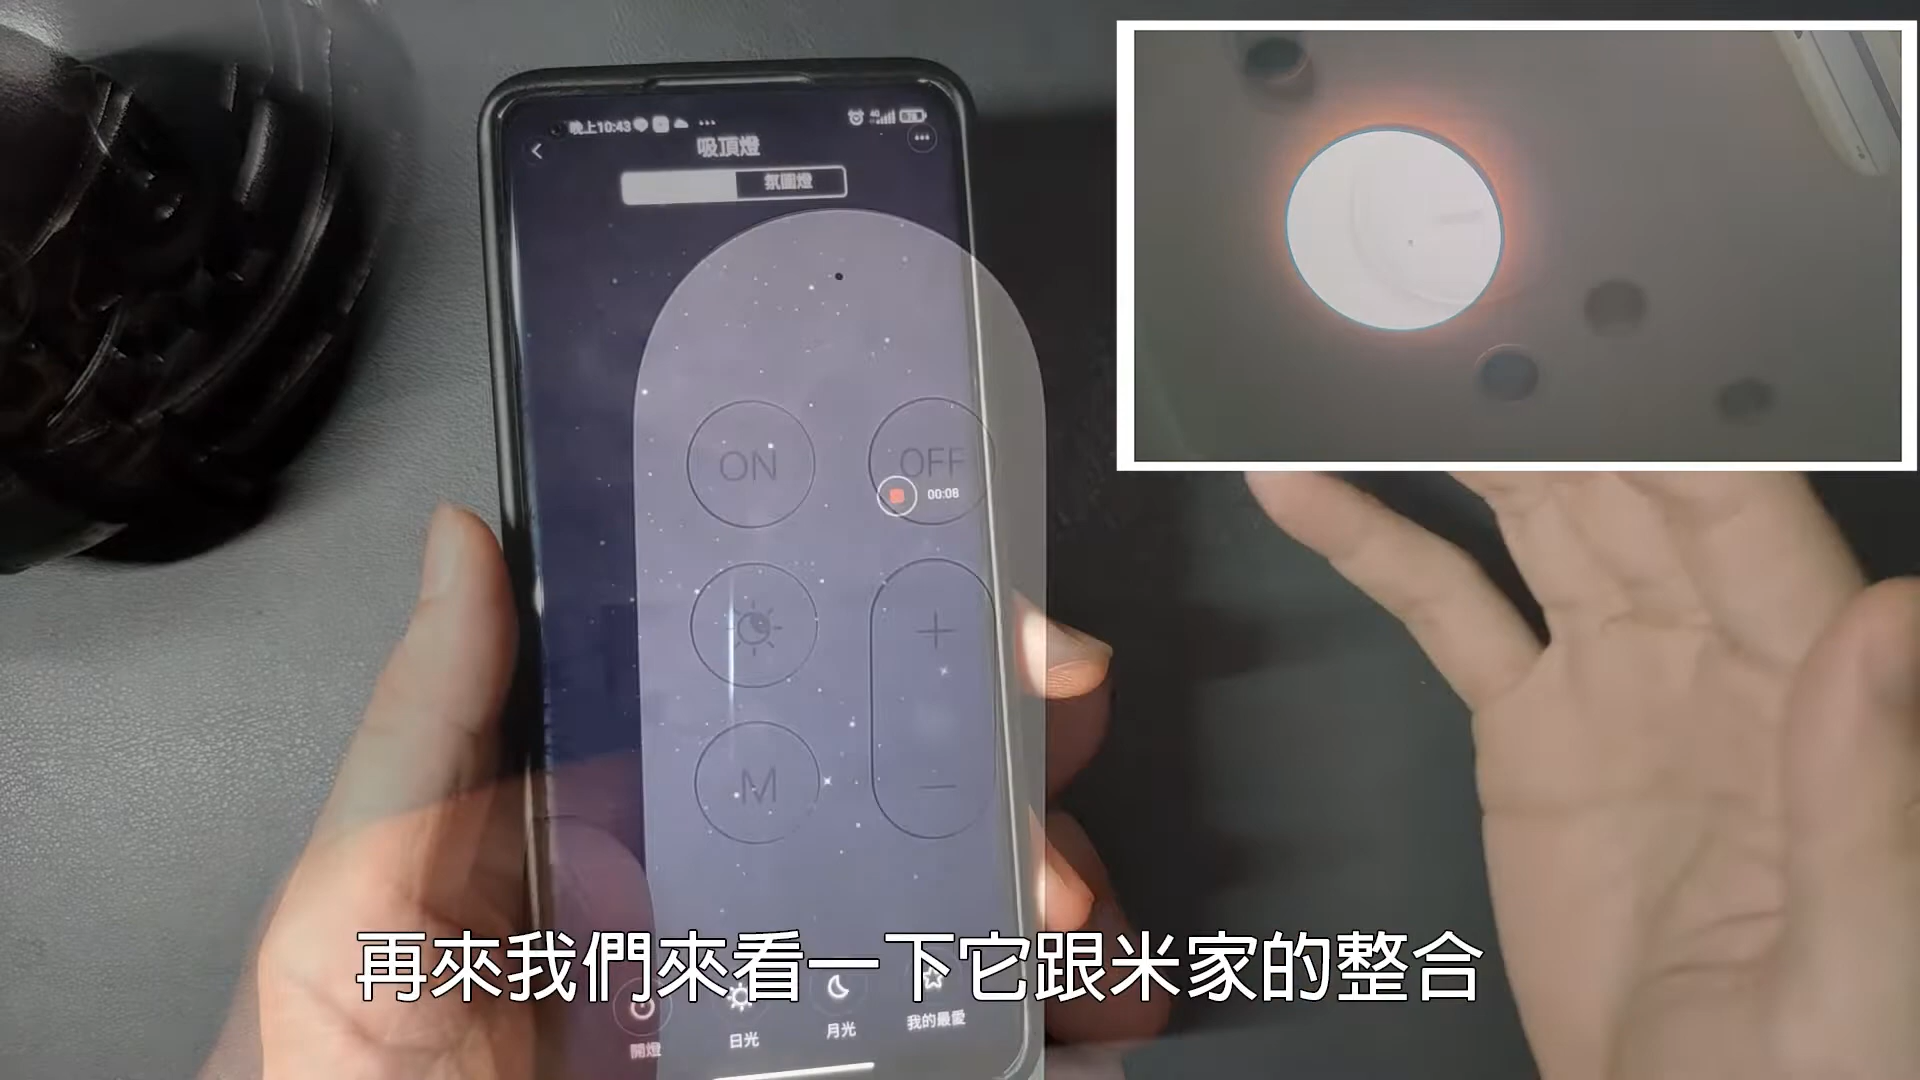 晚上10:43
吸頂燈
氛圍燈
ON
OFF
00:08
M
再來我們來看一下它跟米家的整合
開燈
日光
月光
我的最愛